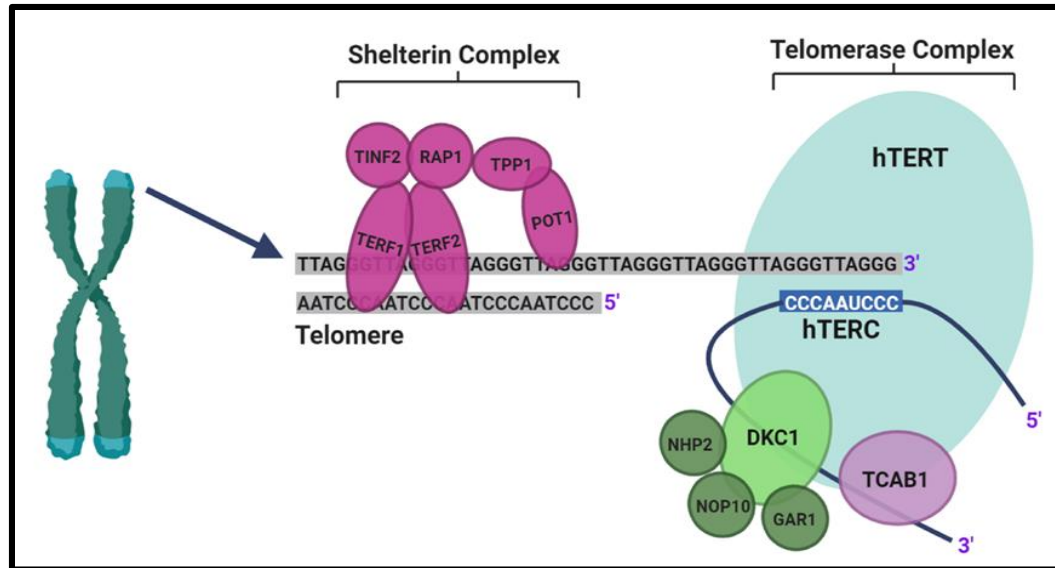 Shelterin Complex
Telomerase Complex
hTERT
TINF2
RAP1
TPP1
POT1
TERF1
TERF2
TTAGGGTTAGGGTTAGGGTTAGGGTTAGGGTTAGGGTTAGGGTTAGGG 3'
AATCCCAATCCCAATCCCAATCCC 5'
Telomere
CCCAAUCCC
hTERC
5'
DKC1
NHP2
TCAB1
NOP10
GAR1
3'